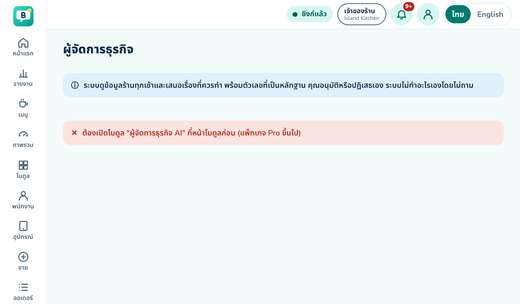 B
ซิงก์แล้ว
เจ้าของร้าน
Island Kitchen
9+
ไทย
English
หน้าแรก
รายงาน
เมนู
ภาพรวม
โมดูล
พนักงาน
อุปกรณ์
ขาย
ออเดอร์
ผู้จัดการธุรกิจ
ระบบดูข้อมูลร้านทุกเช้าและเสนอเรื่องที่ควรทำ พร้อมตัวเลขที่เป็นหลักฐาน คุณอนุมัติหรือปฏิเสธเอง ระบบไม่ทำอะไรเองโดยไม่ถาม
ต้องเปิดโมดูล "ผู้จัดการธุรกิจ AI" ที่หน้าโมดูลก่อน (แพ็กเกจ Pro ขึ้นไป)